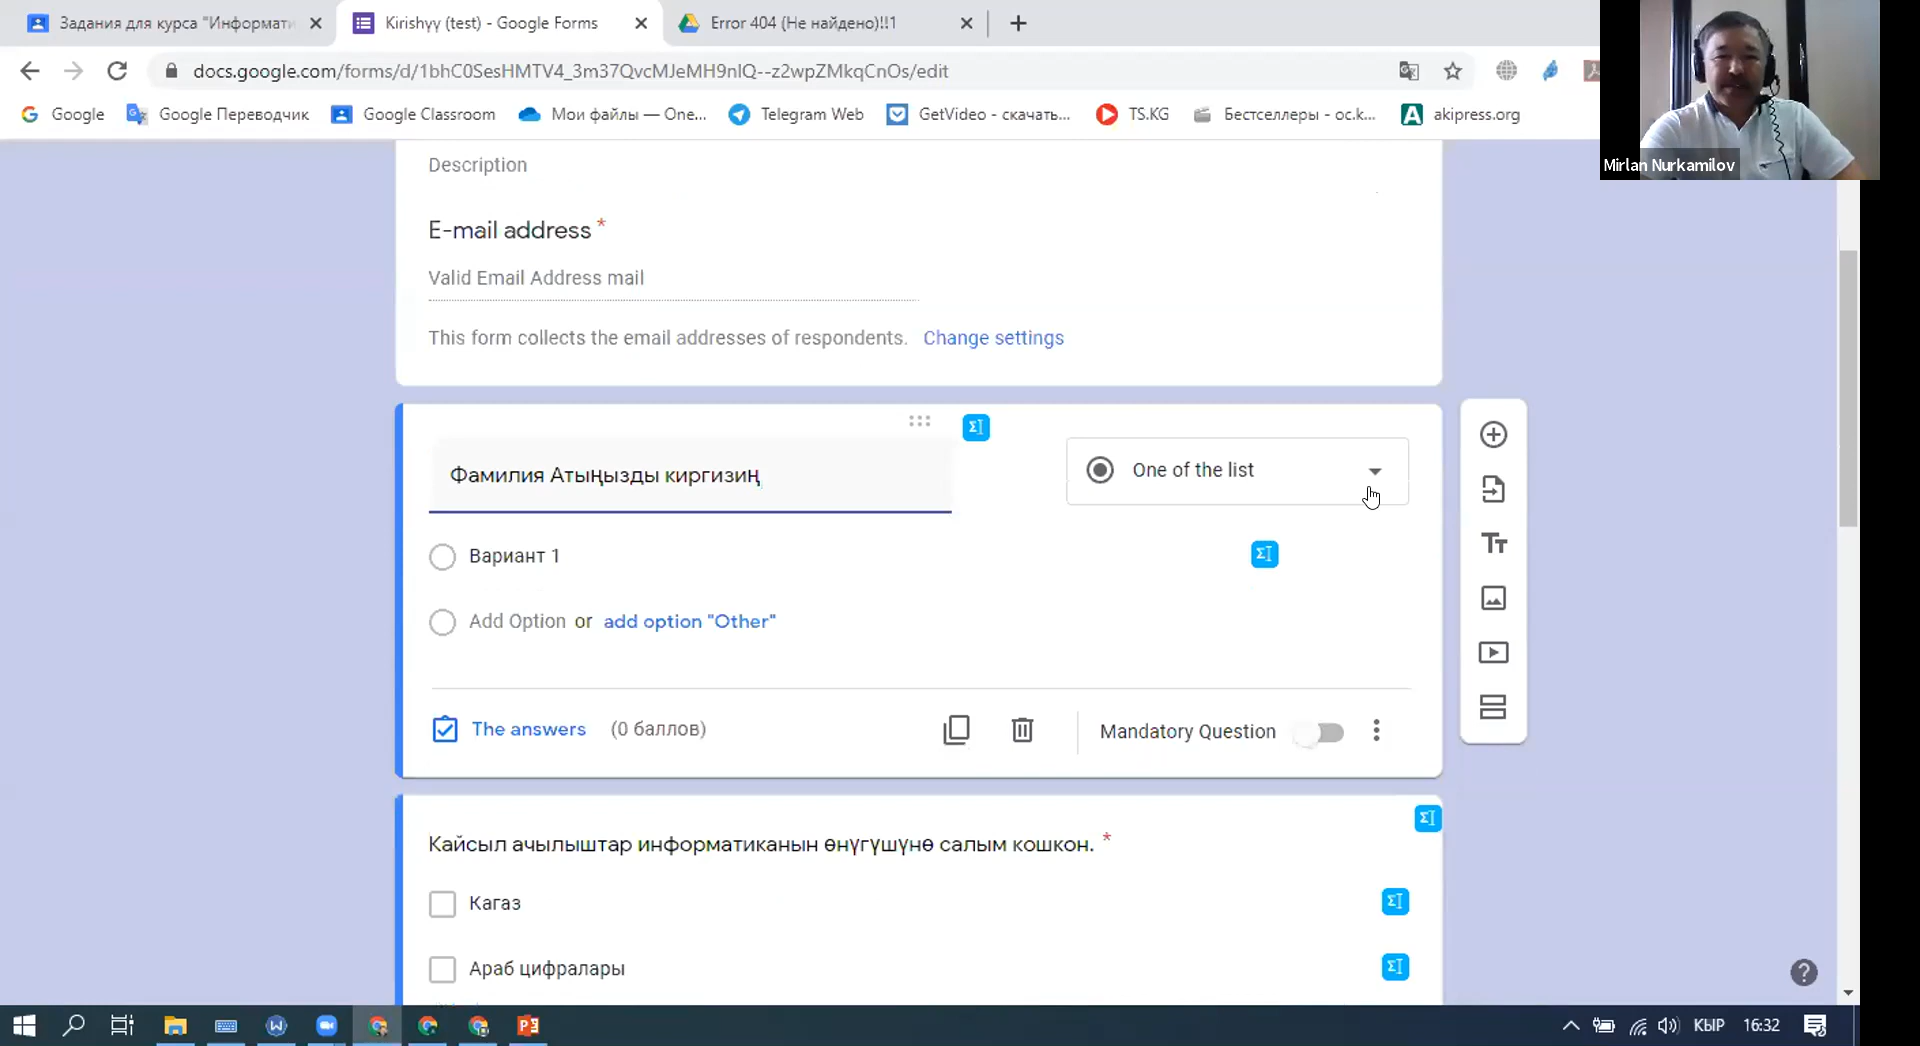 Задания для курса "Информати
Kirishyy (test) - Google Forms
Error 404 (Не найдено)!!1
docs.google.com/forms/d/1bhC0SesHMTV4_3m37QvcMJeMH9nlQ--z2wpZMkqCnOs/edit
Google
Google Переводчик
Google Classroom
Мои файлы — One...
Telegram Web
GetVideo - скачать...
TS.KG
Бестселлеры - oc.k...
akipress.org
Mirlan Nurkamilov
Description
E-mail address *
Valid Email Address mail
This form collects the email addresses of respondents. Change settings
Фамилия Атыңызды киргизиң
One of the list
Вариант 1
Add Option or add option "Other"
The answers (0 баллов)
Mandatory Question
Кайсыл ачылыштар информатиканын өнүгүшүнө салым кошкон. *
Кагаз
Араб цифралары
КЫР 16:32